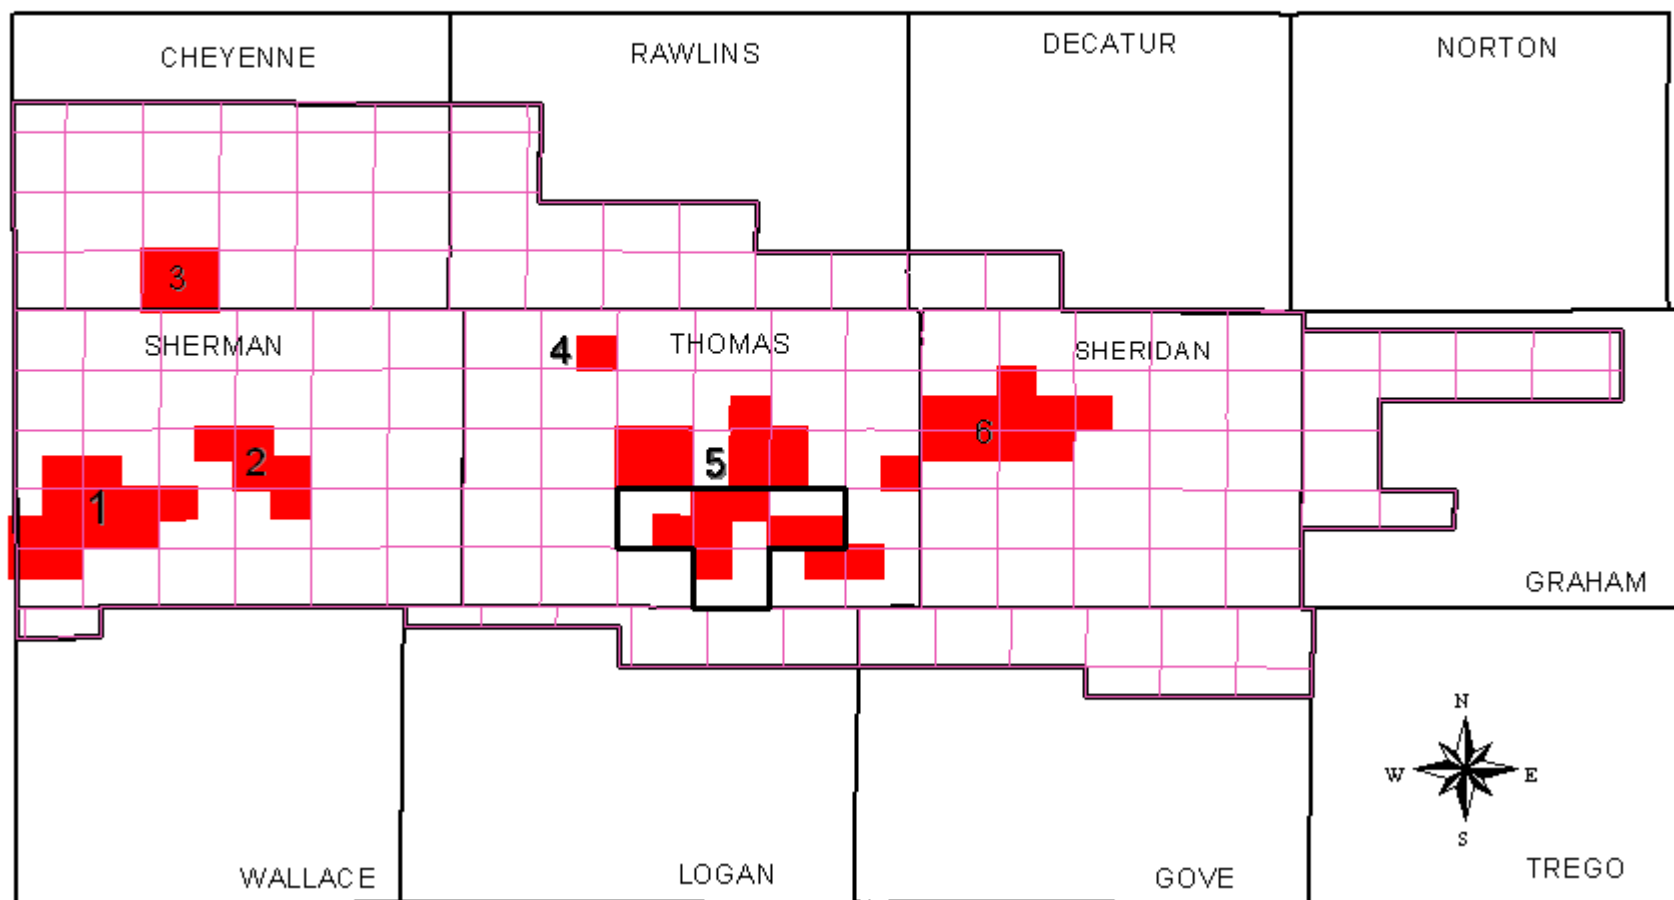 CHEYENNE
RAWLINS
DECATUR
NORTON
3
SHERMAN
4
THOMAS
SHERIDAN
2
5
6
1
GRAHAM
N
W
E
S
WALLACE
LOGAN
GOVE
TREGO